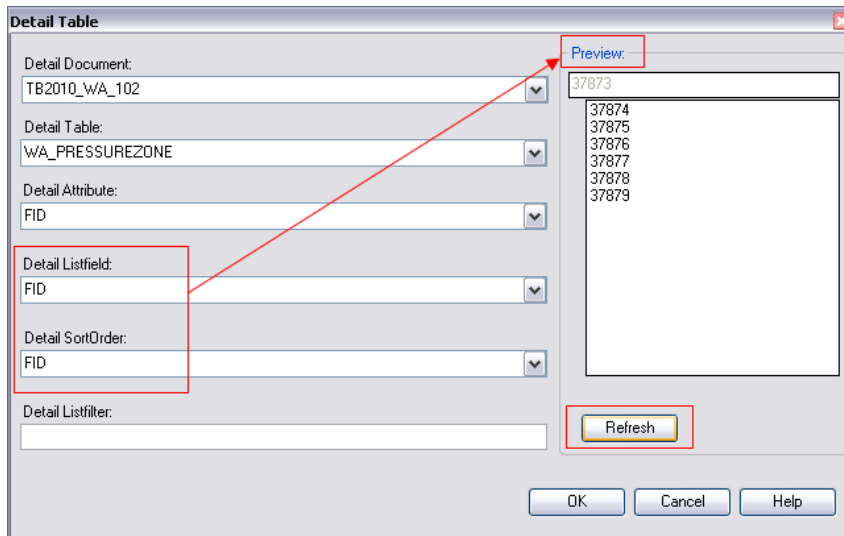 Detail Table
Detail Document:
TB2010_WA_102
Detail Table:
WA_PRESSUREZONE
Detail Attribute:
FID
Detail Listfield:
FID
Detail SortOrder:
FID
Detail Listfilter:
Preview:
37873
37874
37875
37876
37877
37878
37879
Refresh
OK
Cancel
Help